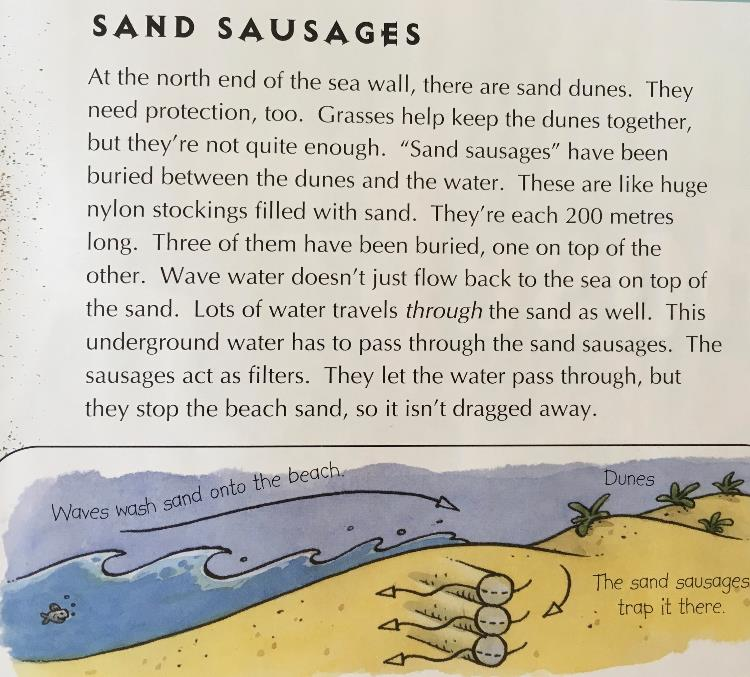 SAND SAUSAGES
At the north end of the sea wall, there are sand dunes.  They
need protection, too.  Grasses help keep the dunes together,
but they're not quite enough.  "Sand sausages" have been
buried between the dunes and the water.  These are like huge
nylon stockings filled with sand.  They're each 200 metres
long.  Three of them have been buried, one on top of the
other.  Wave water doesn't just flow back to the sea on top of
the sand.  Lots of water travels through the sand as well.  This
underground water has to pass through the sand sausages.  The
sausages act as filters.  They let the water pass through, but
they stop the beach sand, so it isn't dragged away.
Waves wash sand onto the beach.
Dunes
The sand sausages
trap it there.